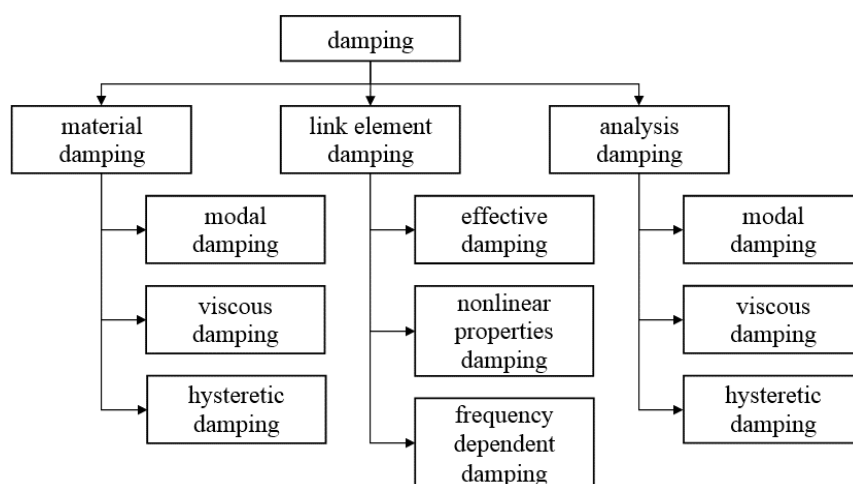 damping
material
damping
link element
damping
analysis
damping
modal
damping
effective
damping
modal
damping
viscous
damping
nonlinear
properties
damping
viscous
damping
hysteretic
damping
frequency
dependent
damping
hysteretic
damping